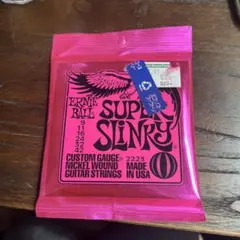 ERNIE
BALL
SUPER
SLINKY
9
11
16
24
32
42
CUSTOM GAUGE 2223
NICKEL WOUND MADE
GUITAR STRINGS IN USA